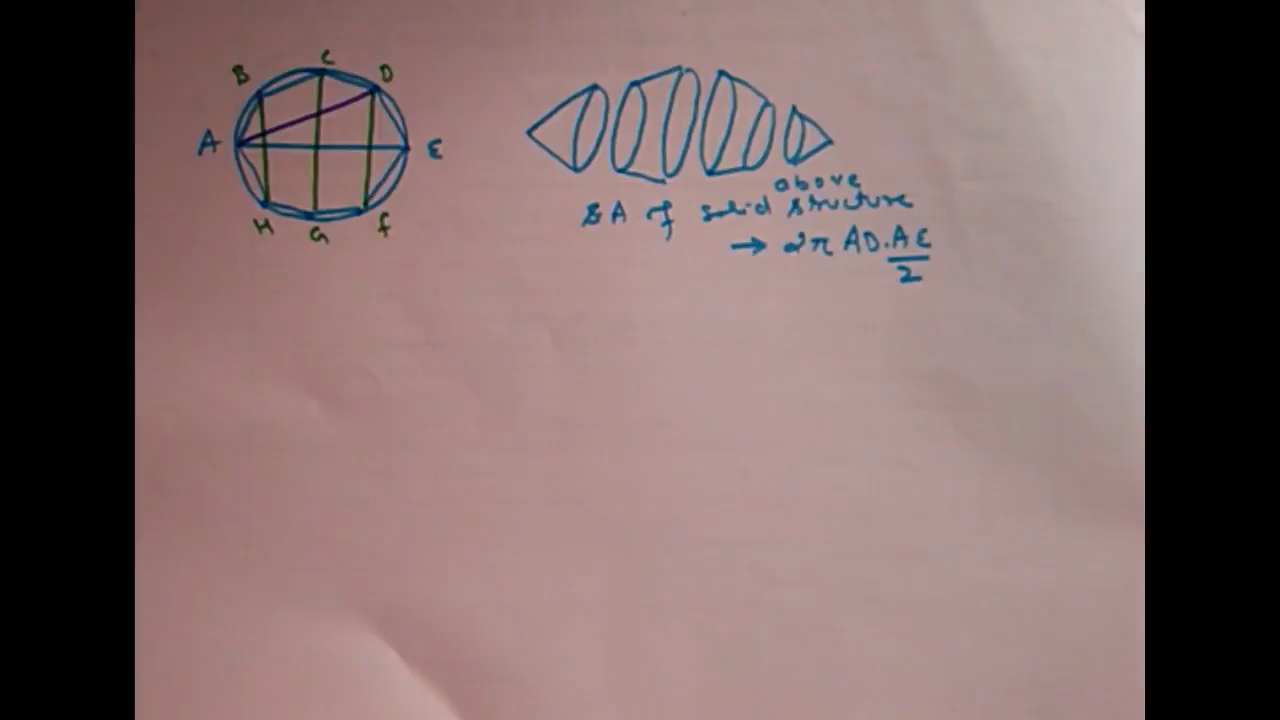 B
C
D
A
E
H
G
F
above
SA of solid structure
→ 2π AD.AE/2